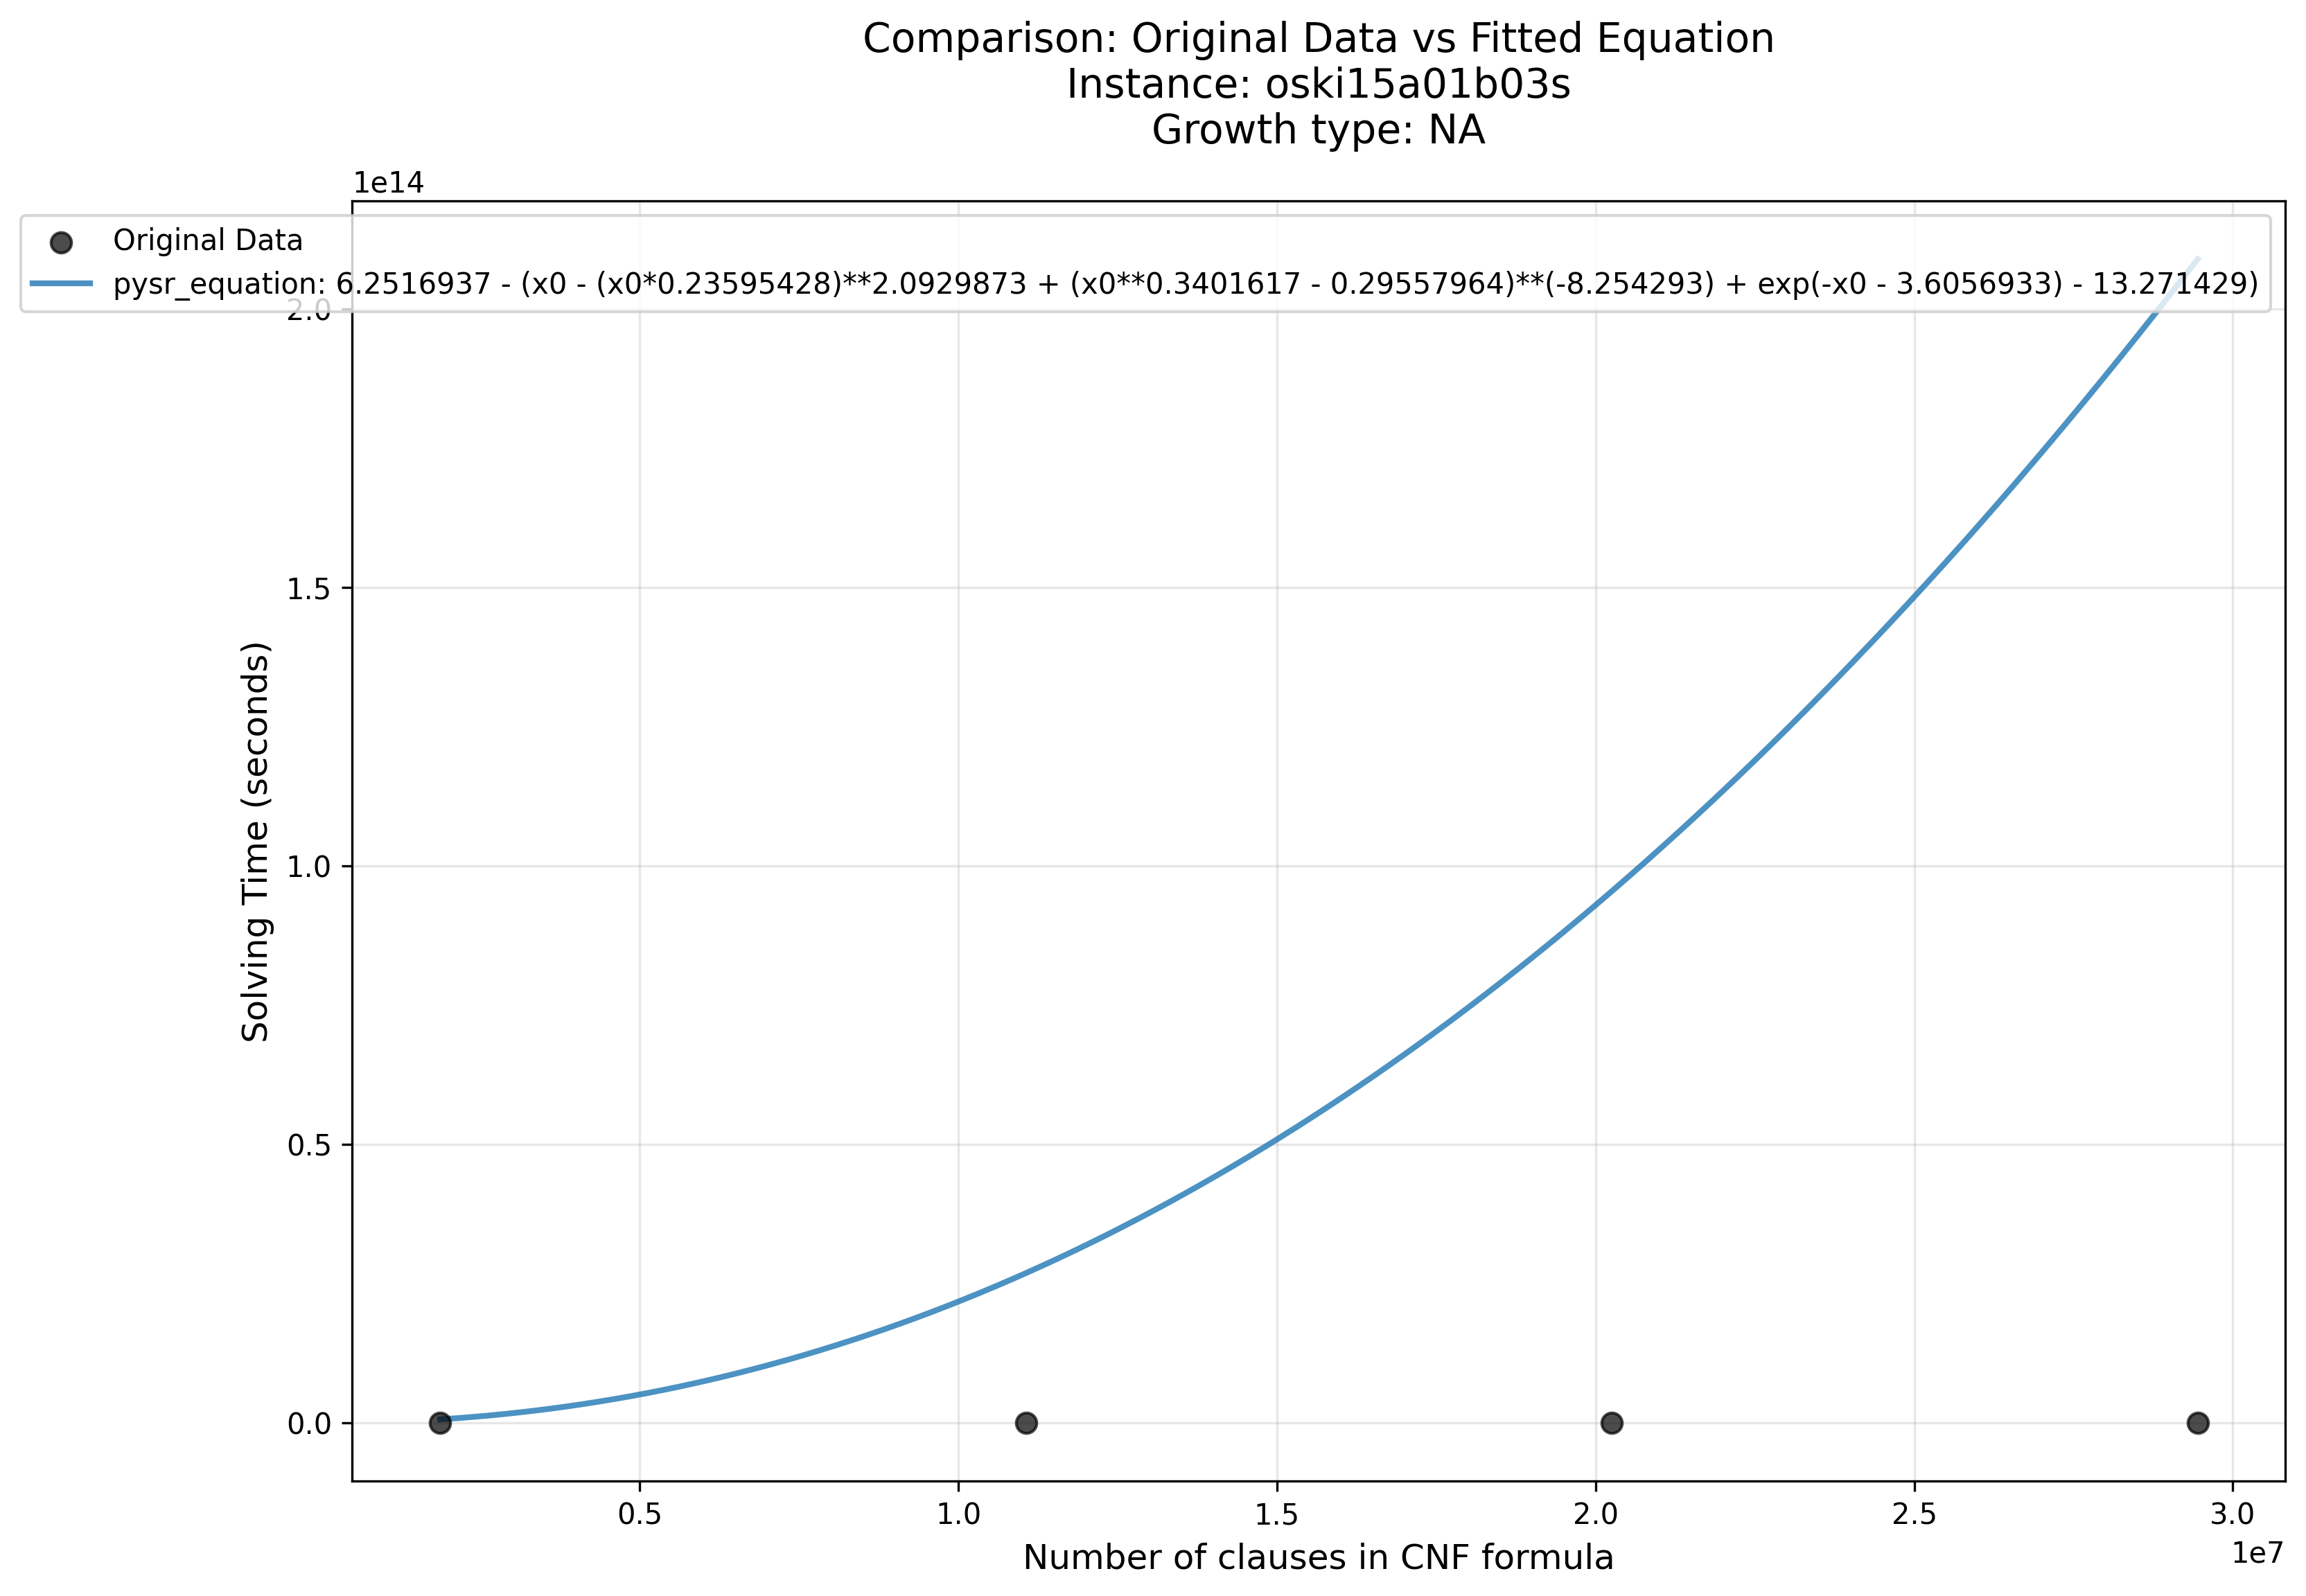 Comparison: Original Data vs Fitted Equation
Instance: oski15a01b03s
Growth type: NA
1e14
Original Data
pysr_equation: 6.2516937 - (x0 - (x0*0.23595428)**2.0929873 + (x0**0.3401617 - 0.29557964)**(-8.254293) + exp(-x0 - 3.6056933) - 13.271429)
2.0
1.5
1.0
0.5
0.0
Solving Time (seconds)
0.5
1.0
1.5
2.0
2.5
3.0
1e7
Number of clauses in CNF formula